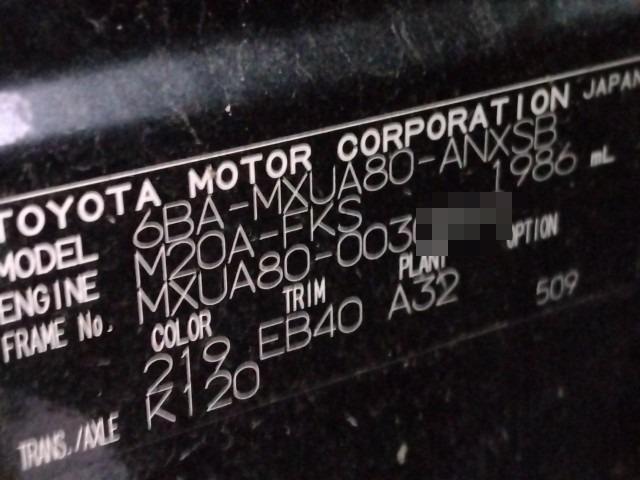 TOYOTA MOTOR CORPORATION JAPAN
MODEL 6BA-MXUA80-ANXSB
ENGINE M20A-FKS 1986 mL
FRAME No. MXUA80-003
COLOR TRIM PLANT OPTION
219 EB40 A32 509
TRANS./AXLE K120